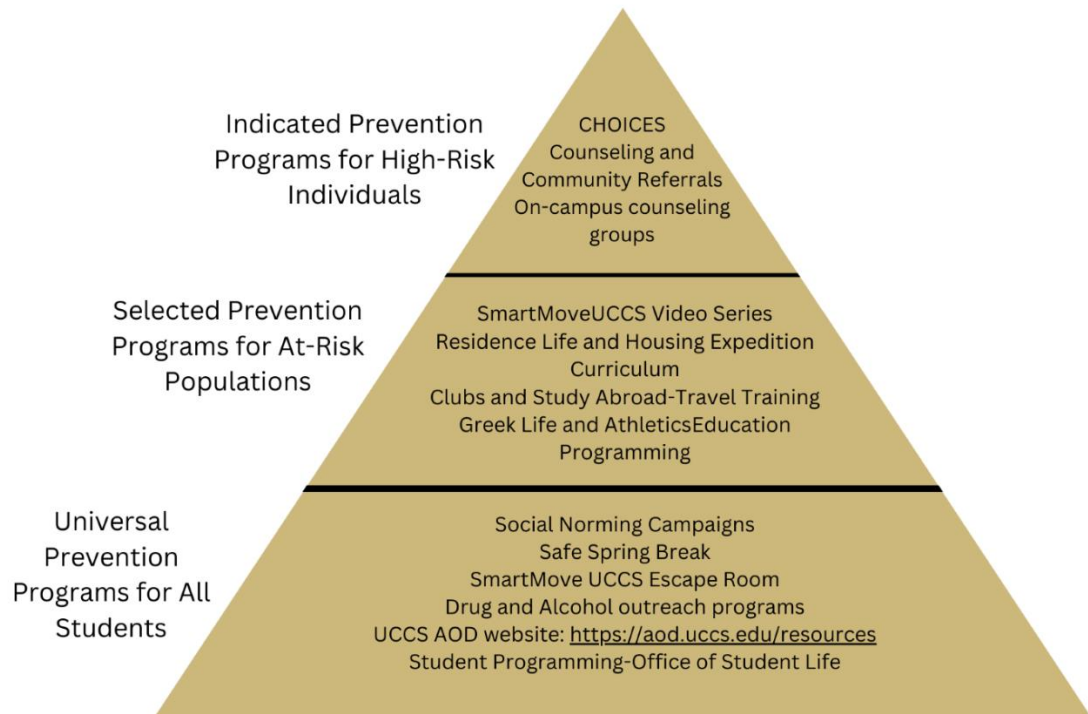 Indicated Prevention
Programs for High-Risk
Individuals
CHOICES
Counseling and
Community Referrals
On-campus counseling
groups
Selected Prevention
Programs for At-Risk
Populations
SmartMoveUCCS Video Series
Residence Life and Housing Expedition
Curriculum
Clubs and Study Abroad-Travel Training
Greek Life and AthleticsEducation
Programming
Universal
Prevention
Programs for All
Students
Social Norming Campaigns
Safe Spring Break
SmartMove UCCS Escape Room
Drug and Alcohol outreach programs
UCCS AOD website: https://aod.uccs.edu/resources
Student Programming-Office of Student Life